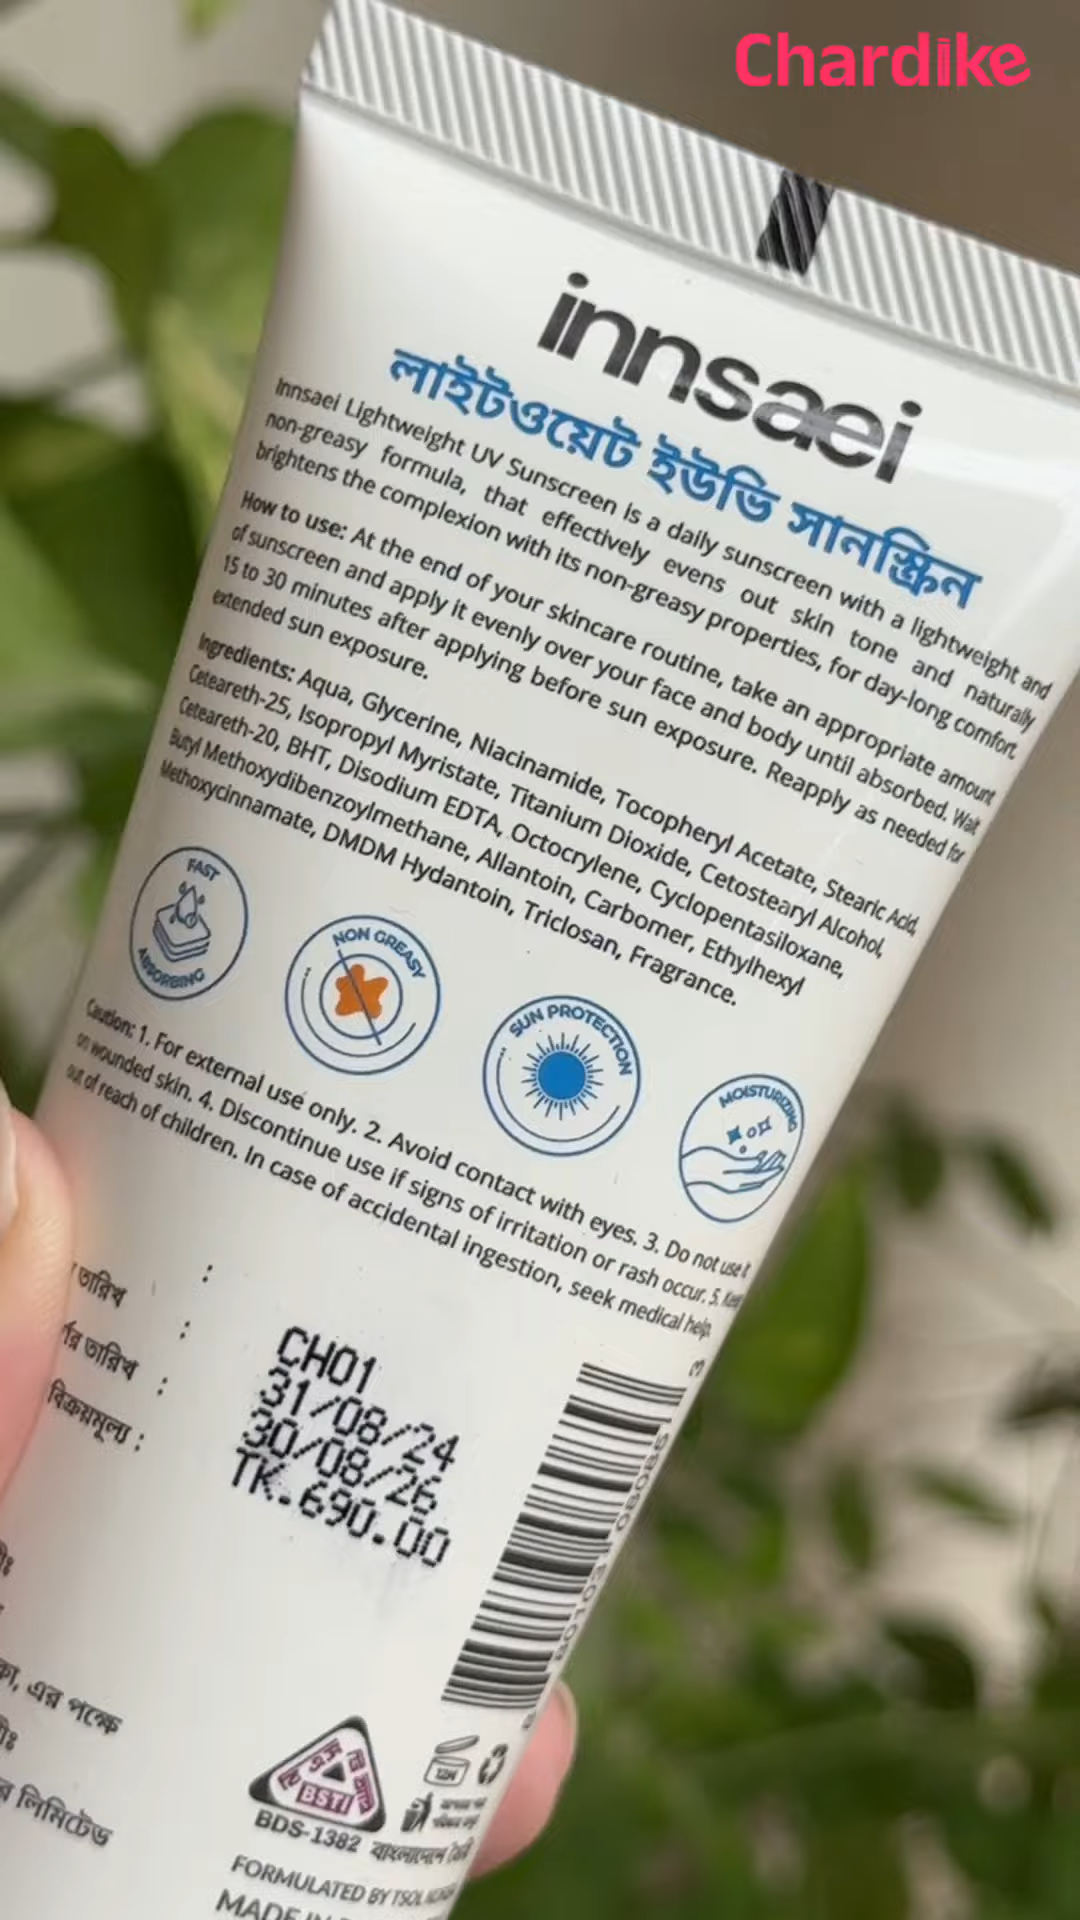 Chardike
innsaei
লাইটওয়েট ইউভি সানস্ক্রিন
Innsaei Lightweight UV Sunscreen is a daily sunscreen with a lightweight and
non-greasy formula, that effectively evens out skin tone and naturally
brightens the complexion with its non-greasy properties, for day-long comfort.
How to use: At the end of your skincare routine, take an appropriate amount
of sunscreen and apply it evenly over your face and body until absorbed. Wait
15 to 30 minutes after applying before sun exposure. Reapply as needed for
extended sun exposure.
Ingredients: Aqua, Glycerine, Niacinamide, Tocopheryl Acetate, Stearic Acid,
Ceteareth-25, Isopropyl Myristate, Titanium Dioxide, Cetostearyl Alcohol,
Ceteareth-20, BHT, Disodium EDTA, Octocrylene, Cyclopentasiloxane,
Butyl Methoxydibenzoylmethane, Allantoin, Carbomer, Ethylhexyl
Methoxycinnamate, DMDM Hydantoin, Triclosan, Fragrance.
FAST ABSORBING
NON GREASY
SUN PROTECTION
MOISTURIZING
Caution: 1. For external use only. 2. Avoid contact with eyes. 3. Do not use it
on wounded skin. 4. Discontinue use if signs of irritation or rash occur. 5. Keep
out of reach of children. In case of accidental ingestion, seek medical help.
তারিখ :
তারিখ :
বিক্রয়মূল্য :
CH01
31/08/24
30/08/26
TK.690.00
এর পক্ষে
লিমিটেড
BSTI
12M
BDS-1382
বাংলাদেশে তৈরি
FORMULATED BY TSOL
MADE IN